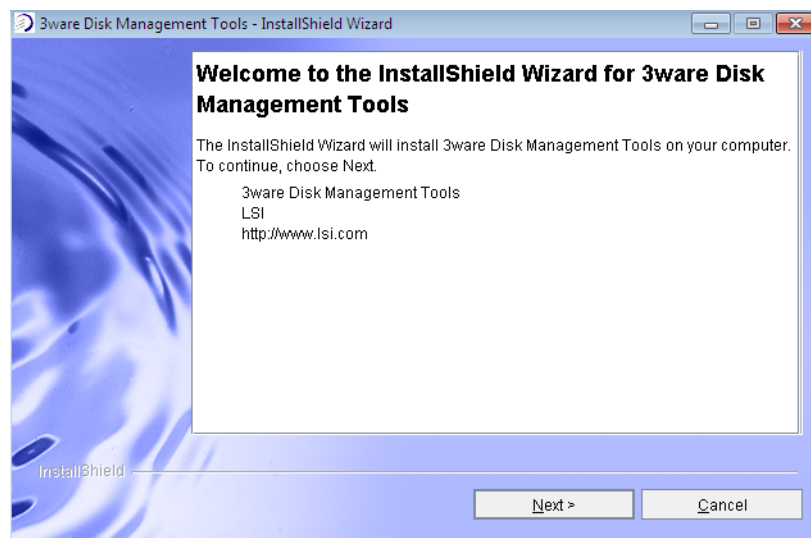 3ware Disk Management Tools - InstallShield Wizard
Welcome to the InstallShield Wizard for 3ware Disk
Management Tools
The InstallShield Wizard will install 3ware Disk Management Tools on your computer.
To continue, choose Next.
3ware Disk Management Tools
LSI
http://www.lsi.com
InstallShield
Next >
Cancel